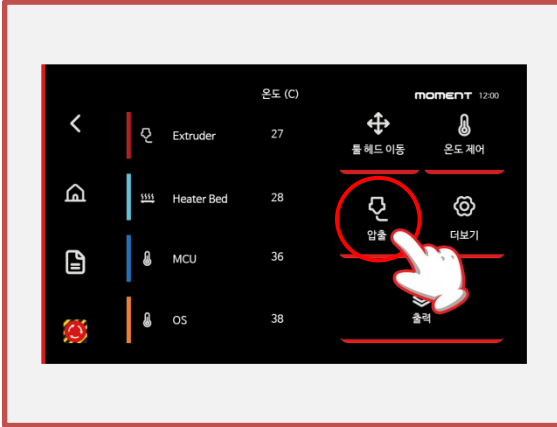 온도 (C)
moment 12:00
Extruder 27
툴 헤드 이동
온도 제어
Heater Bed 28
압출
더보기
MCU 36
OS 38
출력